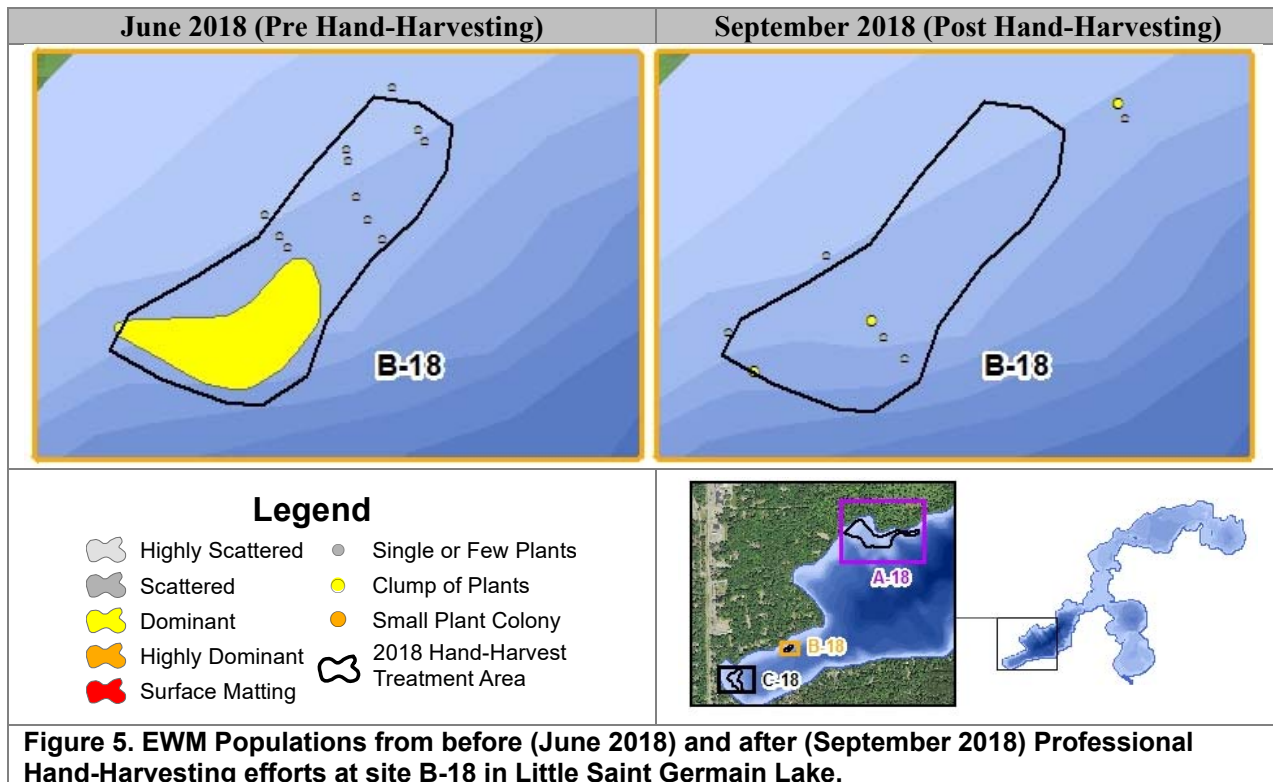 June 2018 (Pre Hand-Harvesting)
September 2018 (Post Hand-Harvesting)
B-18
B-18
Legend
Highly Scattered
Scattered
Dominant
Highly Dominant
Surface Matting
Single or Few Plants
Clump of Plants
Small Plant Colony
2018 Hand-Harvest
Treatment Area
A-18
B-18
C-18
Figure 5. EWM Populations from before (June 2018) and after (September 2018) Professional
Hand-Harvesting efforts at site B-18 in Little Saint Germain Lake.